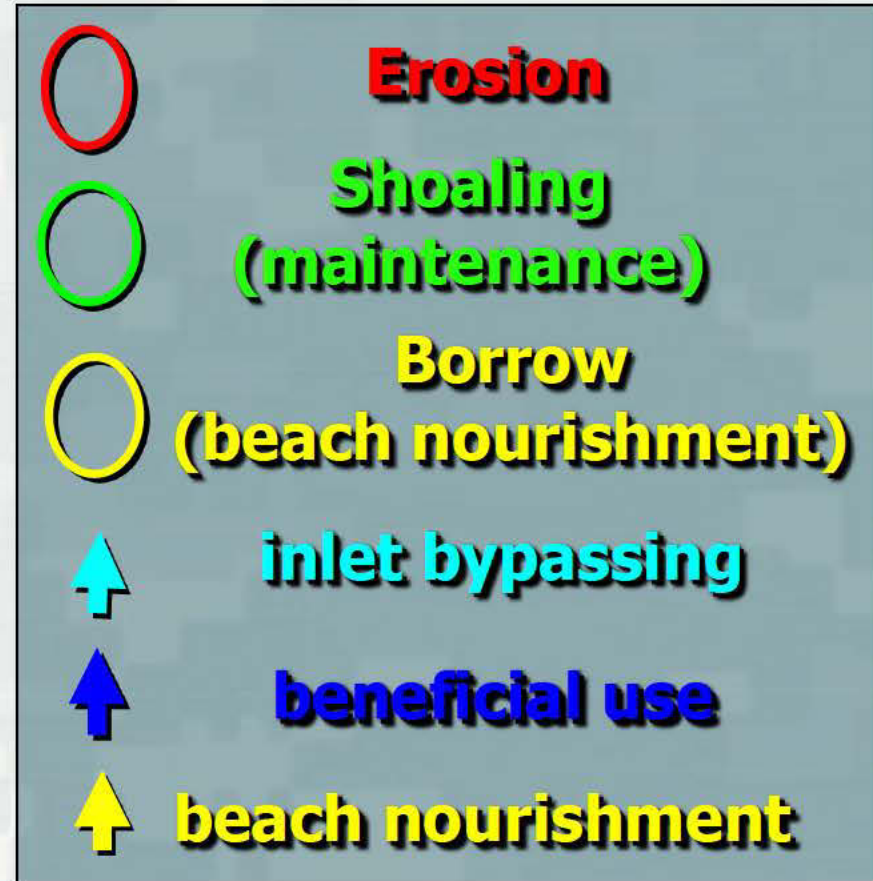 Erosion
Shoaling
(maintenance)
Borrow
(beach nourishment)
inlet bypassing
beneficial use
beach nourishment